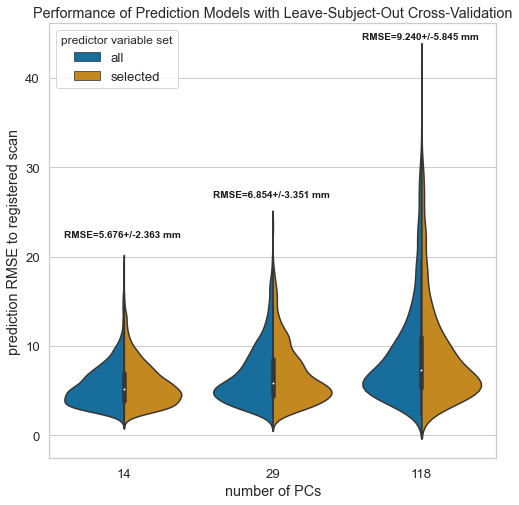 Performance of Prediction Models with Leave-Subject-Out Cross-Validation
RMSE=9.240+/-5.845 mm
predictor variable set
all
selected
RMSE=6.854+/-3.351 mm
RMSE=5.676+/-2.363 mm
prediction RMSE to registered scan
40
30
20
10
0
14 29 118
number of PCs